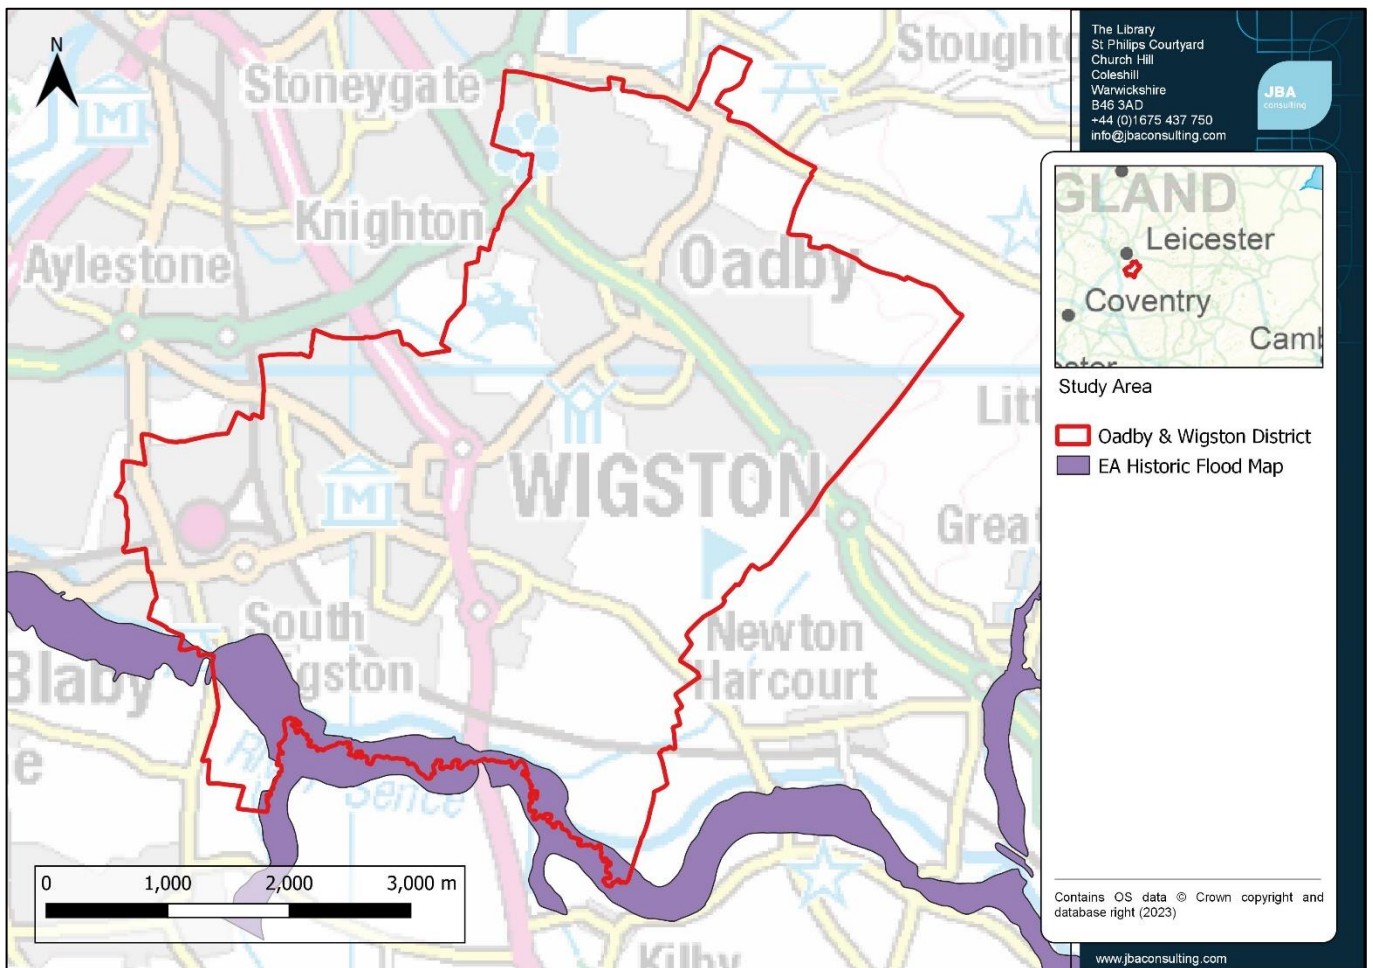 N
Stoneygate
Knighton
Aylestone
Oadby
WIGSTON
South
Wigston
Blaby
Newton
Harcourt
Great
Litt
Kilby
Sence
e
M
M
0 1,000 2,000 3,000 m
The Library
St Philips Courtyard
Church Hill
Coleshill
Warwickshire
B46 3AD
+44 (0)1675 437 750
info@jbaconsulting.com
JBA
consulting
GLAND
Leicester
Coventry
Camb
Study Area
Oadby & Wigston District
EA Historic Flood Map
Contains OS data © Crown copyright and
database right (2023)
www.jbaconsulting.com